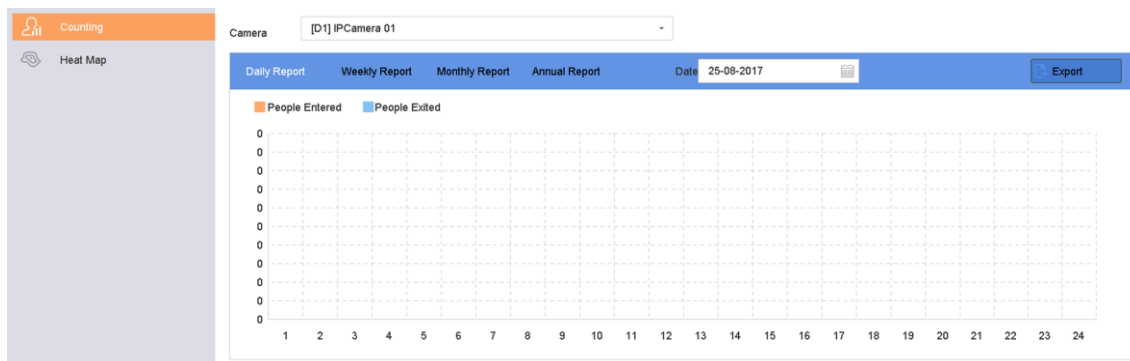 Counting
Heat Map
Camera [D1] IPCamera 01
Daily Report Weekly Report Monthly Report Annual Report Date 25-08-2017 Export
People Entered People Exited
0
0
0
0
0
0
0
0
0
0
0
1 2 3 4 5 6 7 8 9 10 11 12 13 14 15 16 17 18 19 20 21 22 23 24